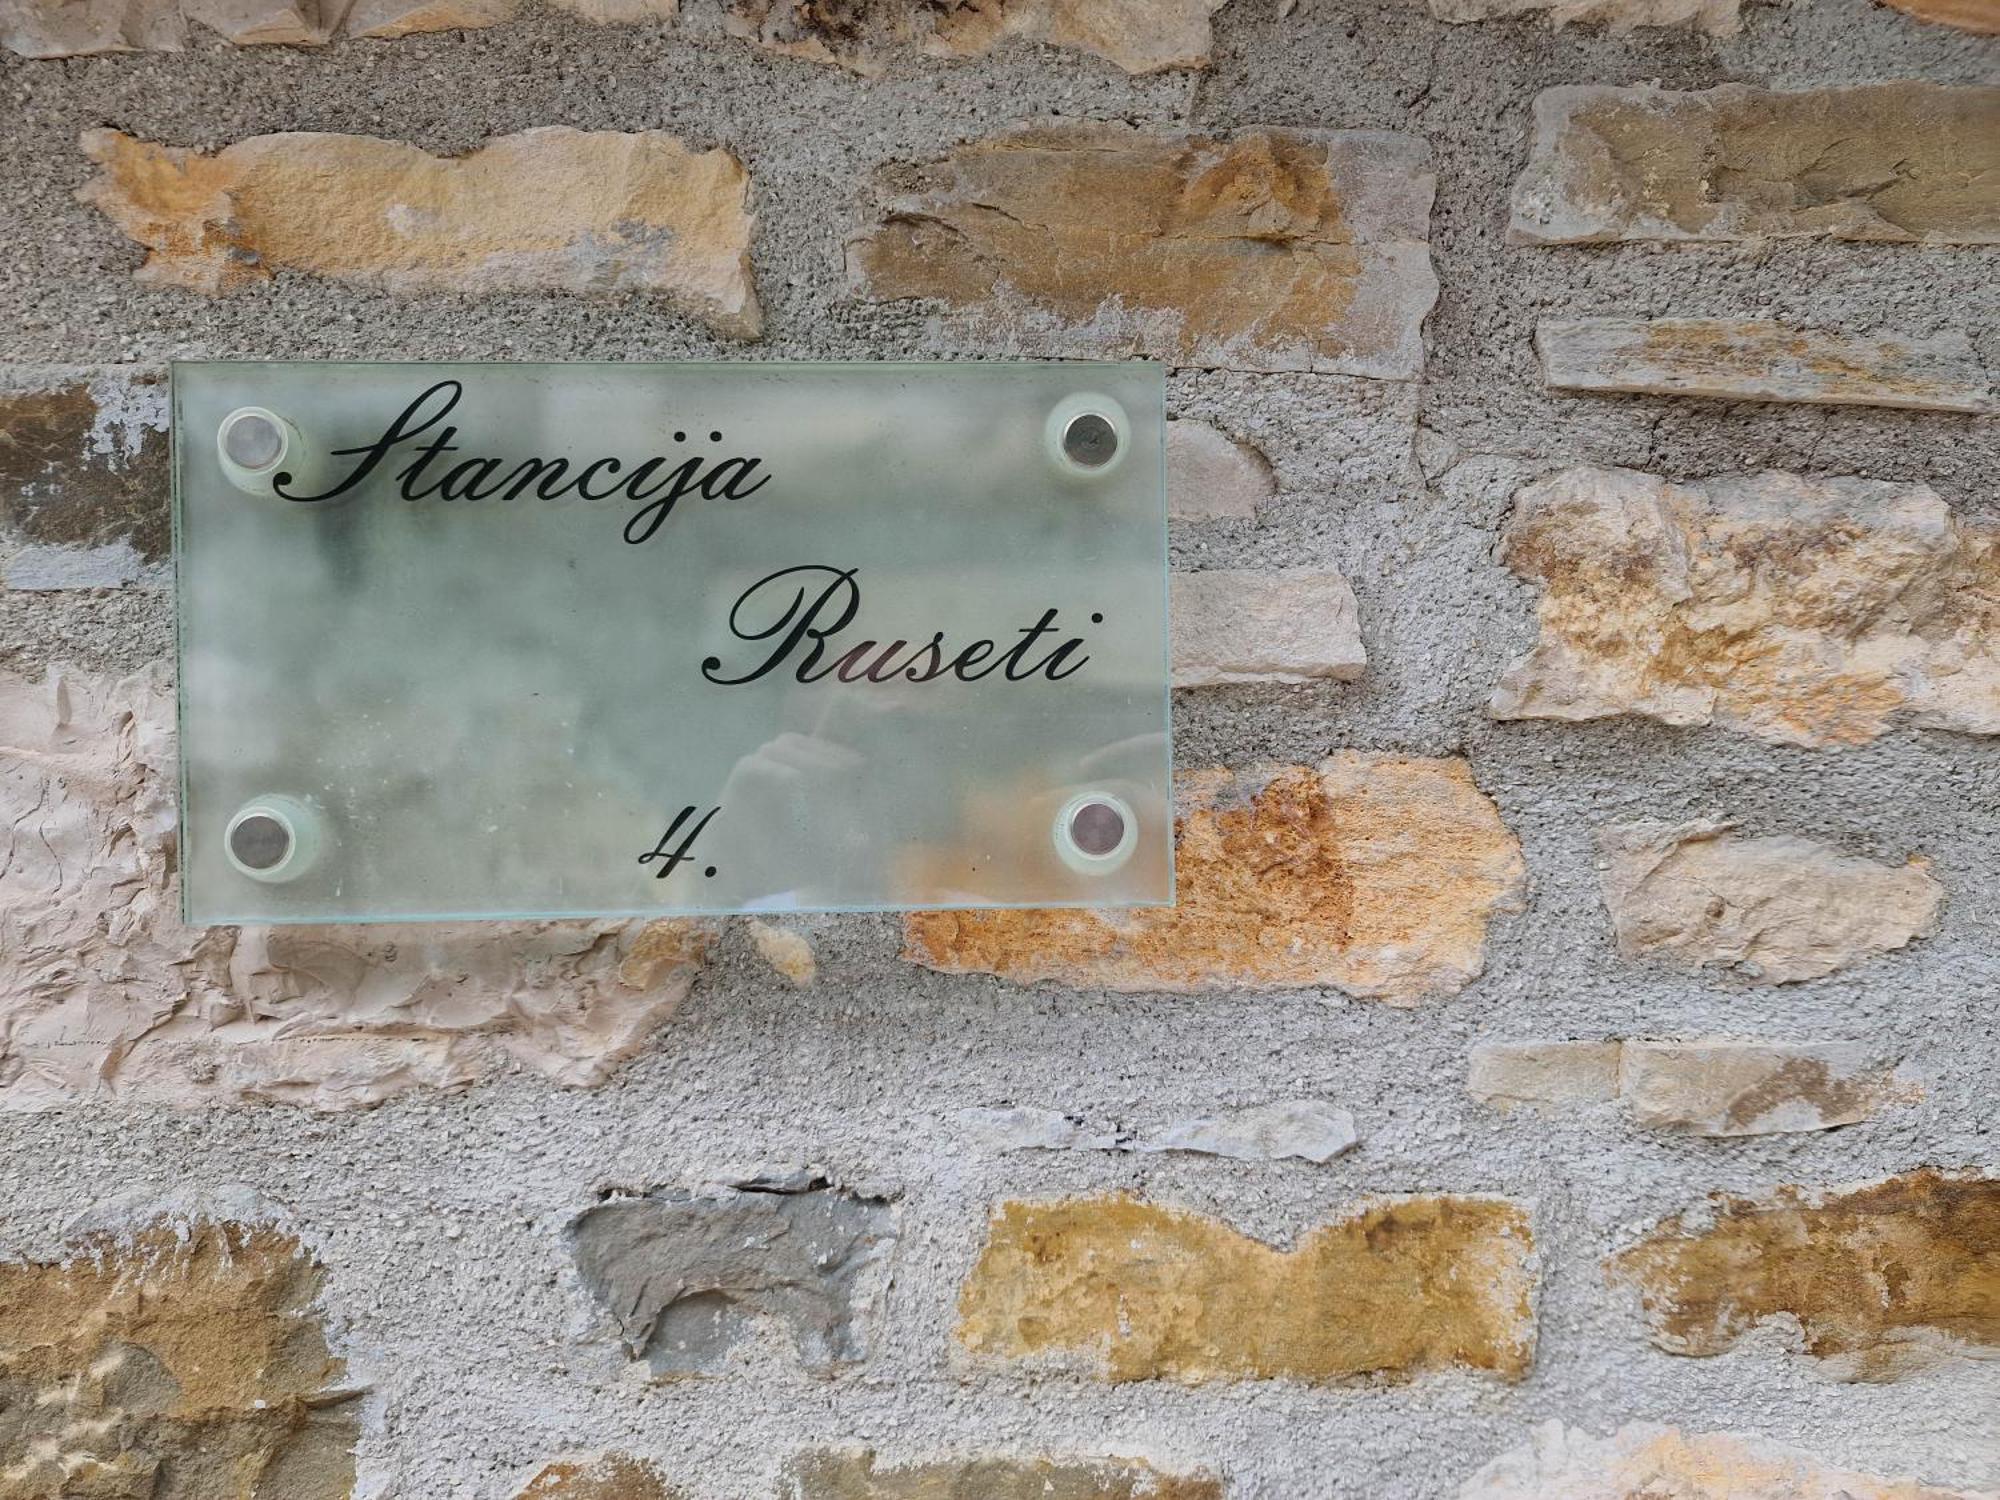 Stancija
Ruseti
4.